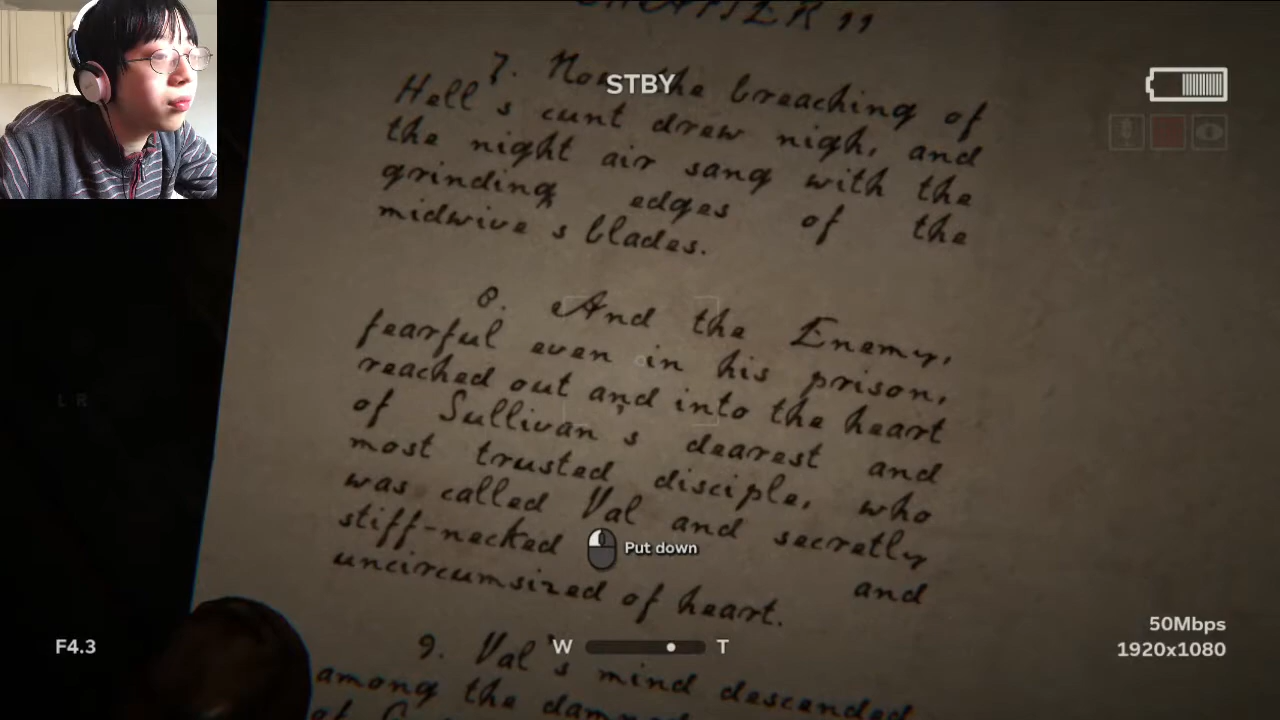 CHAPTER 11
STBY
7. Now the breaching of
Hell s cunt drew nigh, and
the night air sang with the
grinding edges of the
midwive s blades.
8. And the Enemy,
fearful even in his prison,
reached out and into the heart
of Sullivan s dearest and
most trusted disciple, who
was called Val and secretly
stiff-necked and
uncircumsized of heart.
9. Val s mind descended
among the damned
of
L R
Put down
F4.3
W T
50Mbps
1920x1080